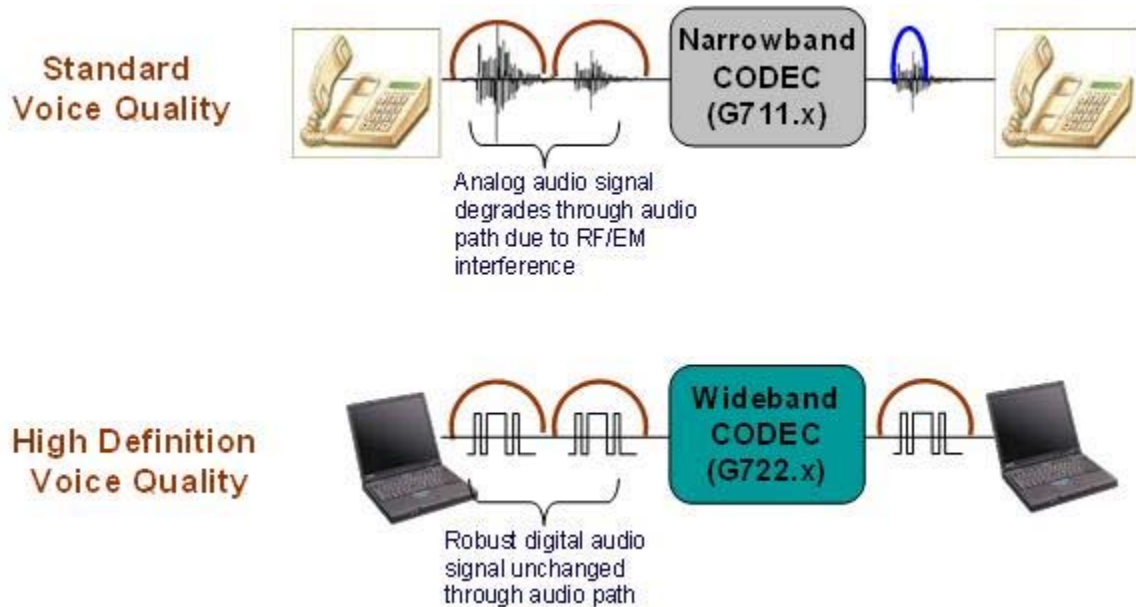 Standard
Voice Quality
Narrowband
CODEC
(G711.x)
Analog audio signal
degrades through audio
path due to RF/EM
interference
High Definition
Voice Quality
Wideband
CODEC
(G722.x)
Robust digital audio
signal unchanged
through audio path